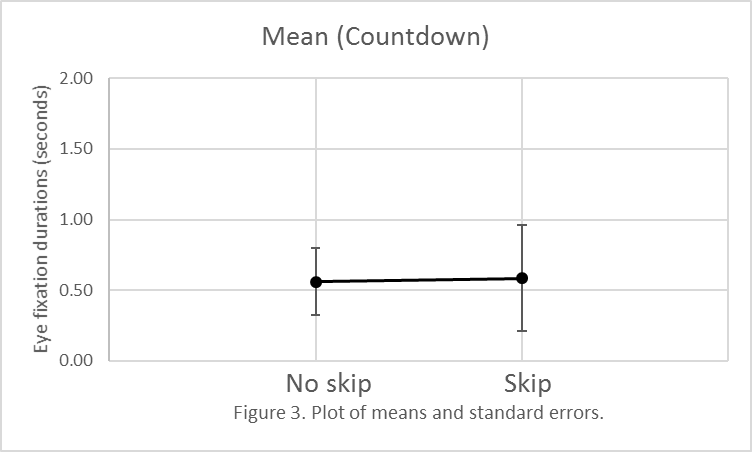 Mean (Countdown)
Eye fixation durations (seconds)
2.00
1.50
1.00
0.50
0.00
No skip
Skip
Figure 3. Plot of means and standard errors.